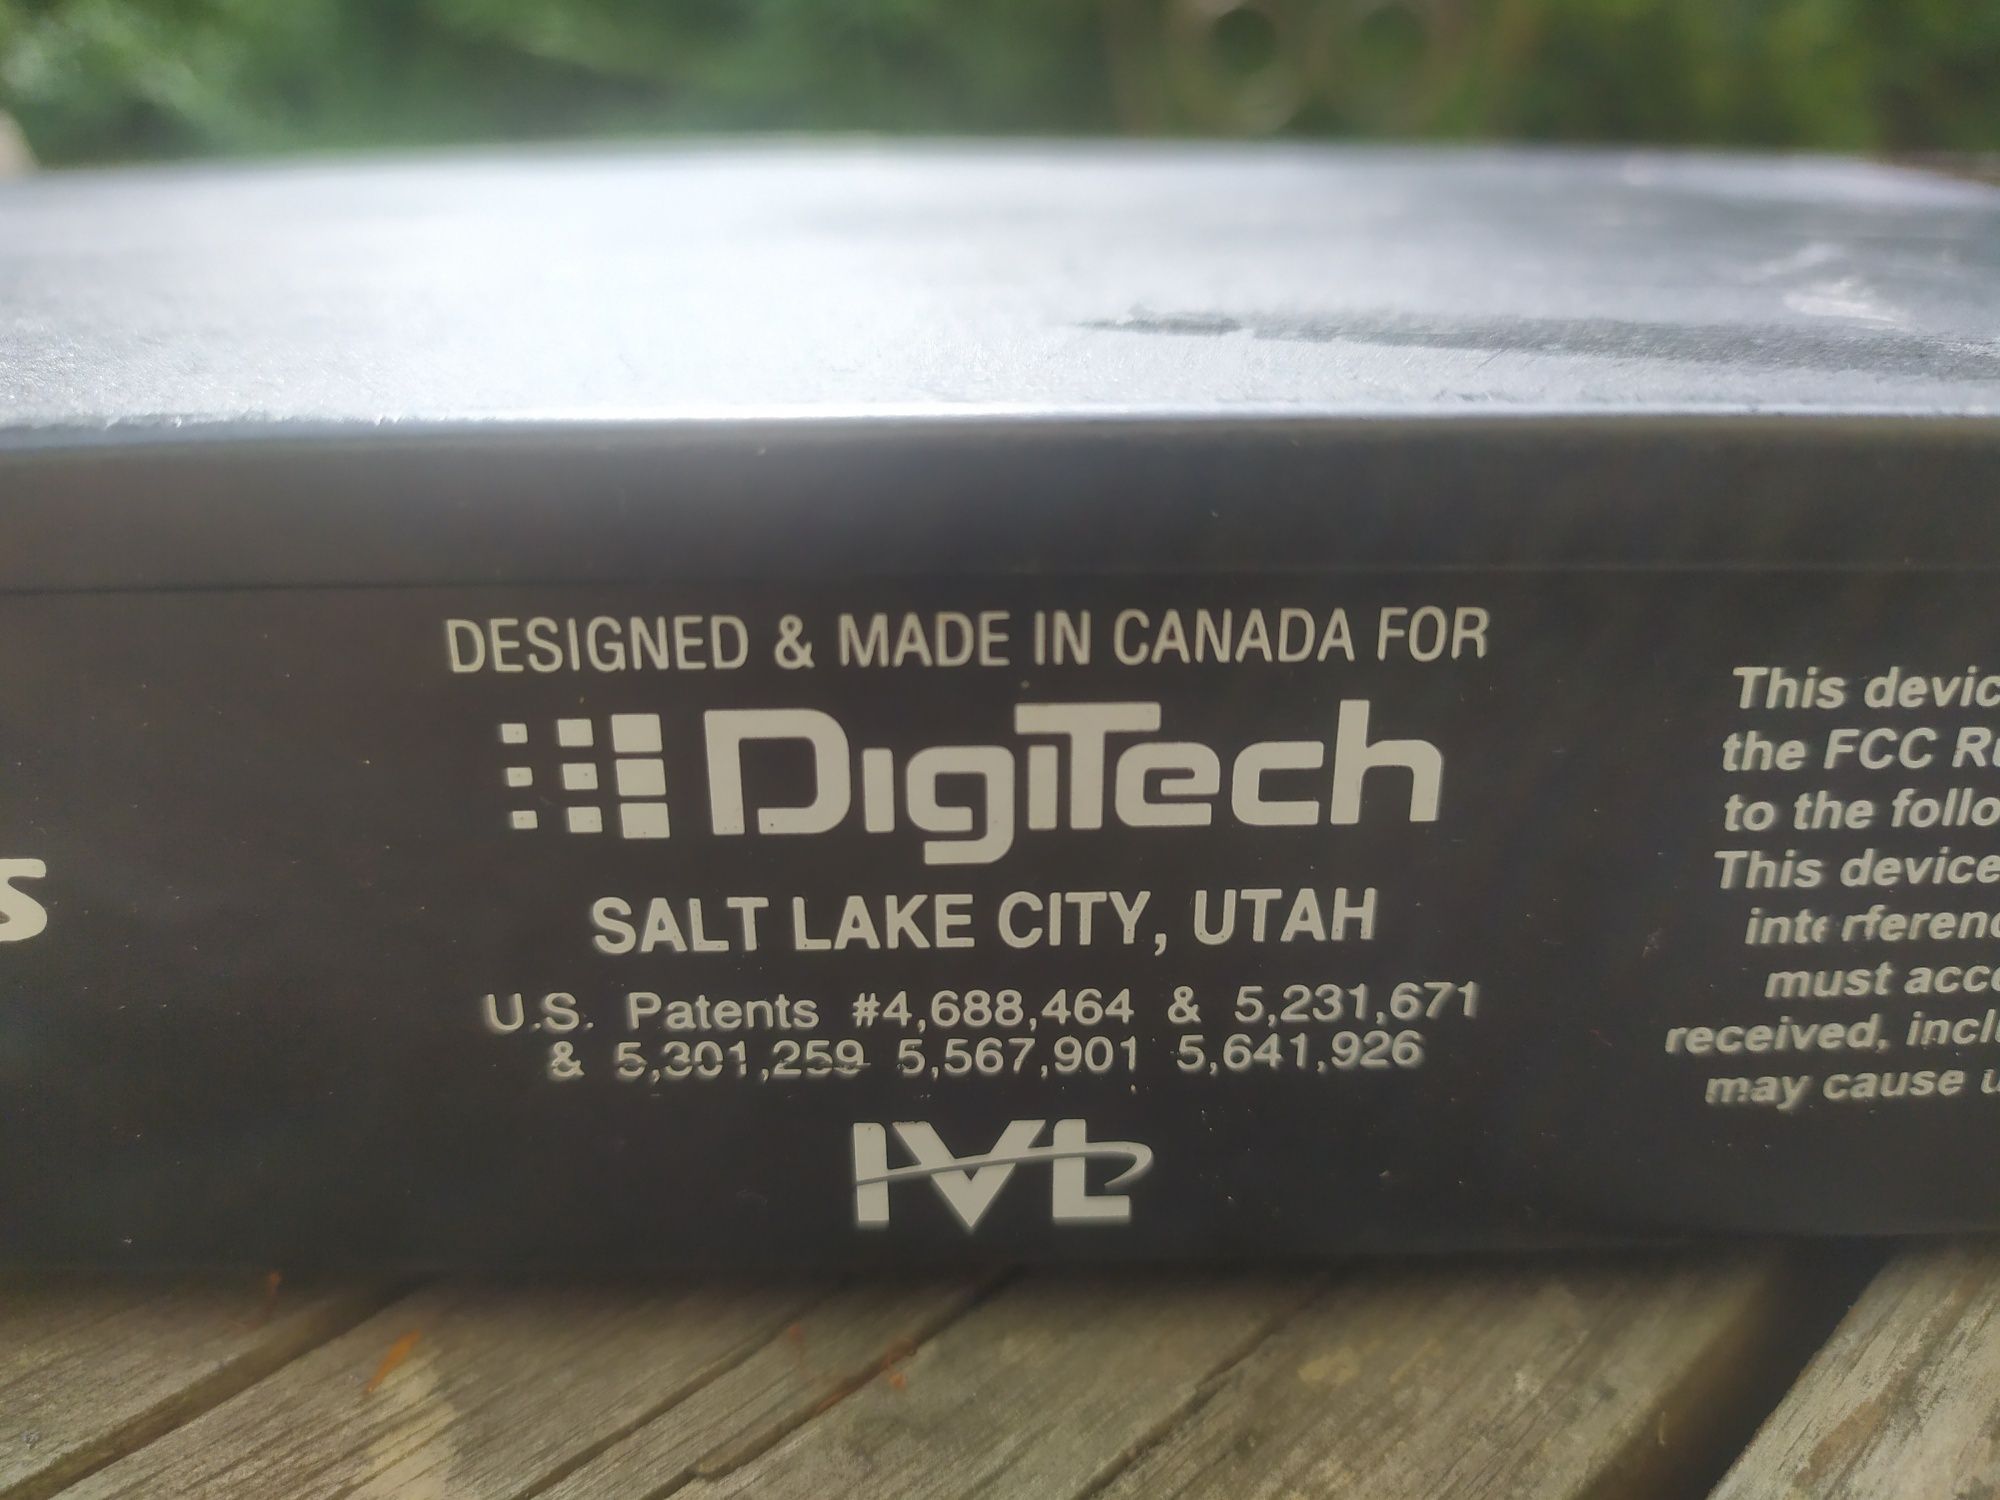 DESIGNED & MADE IN CANADA FOR
DigiTech
SALT LAKE CITY, UTAH
U.S. Patents #4,688,464 & 5,231,671
& 5,301,259 5,567,901 5,641,926
IVL
S
This devic
the FCC Ru
to the follo
This device
interferenc
must acce
received, incl
may cause u